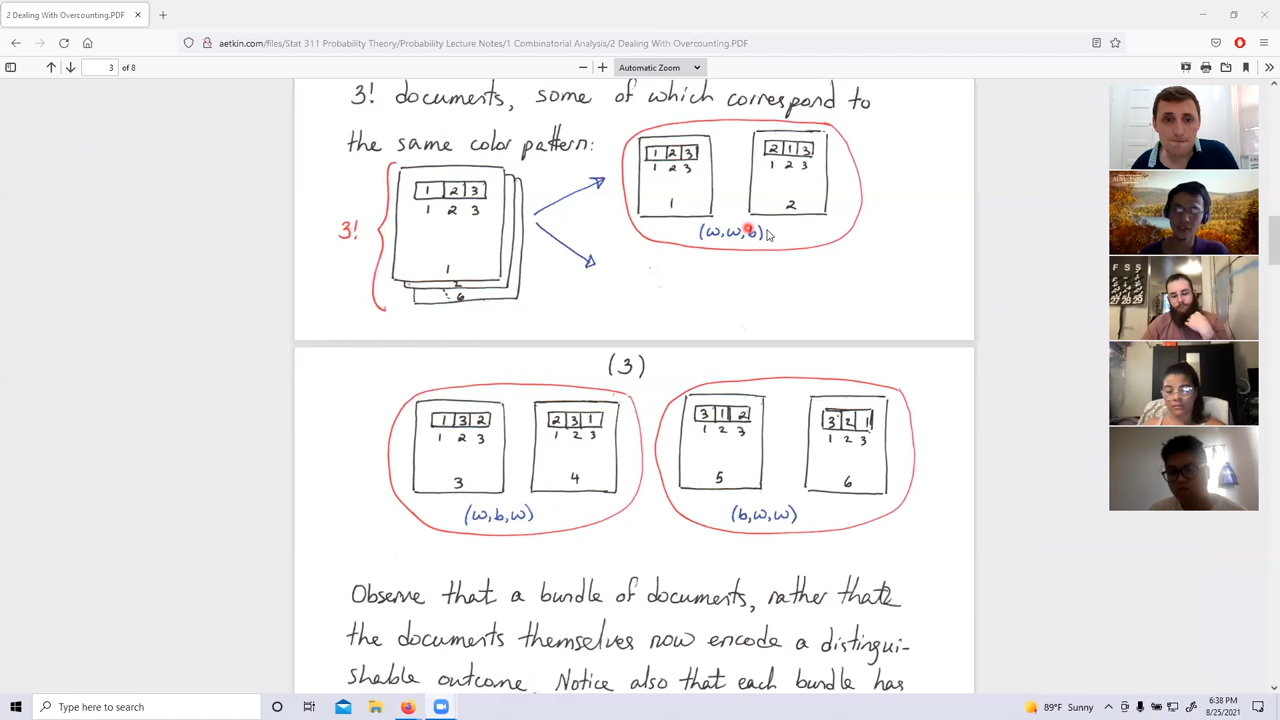 2 Dealing With Overcounting.PDF
aetkin.com/files/Stat 311 Probability Theory/Probability Lecture Notes/1 Combinatorial Analysis/2 Dealing With Overcounting.PDF
3 of 8
Automatic Zoom
3! documents, some of which correspond to
the same color pattern:
3!
1 2 3
1 2 3
1
2
6
1 2 3
1 2 3
1
2 1 3
1 2 3
2
(w,w,b)
(3)
1 3 2
1 2 3
3
2 3 1
1 2 3
4
(w,b,w)
3 1 2
1 2 3
5
3 2 1
1 2 3
6
(b,w,w)
Observe that a bundle of documents, rather that
the documents themselves now encode a distingui-
shable outcome. Notice also that each bundle has
F S S
27 28 29
Type here to search
89°F Sunny
6:38 PM
8/25/2021